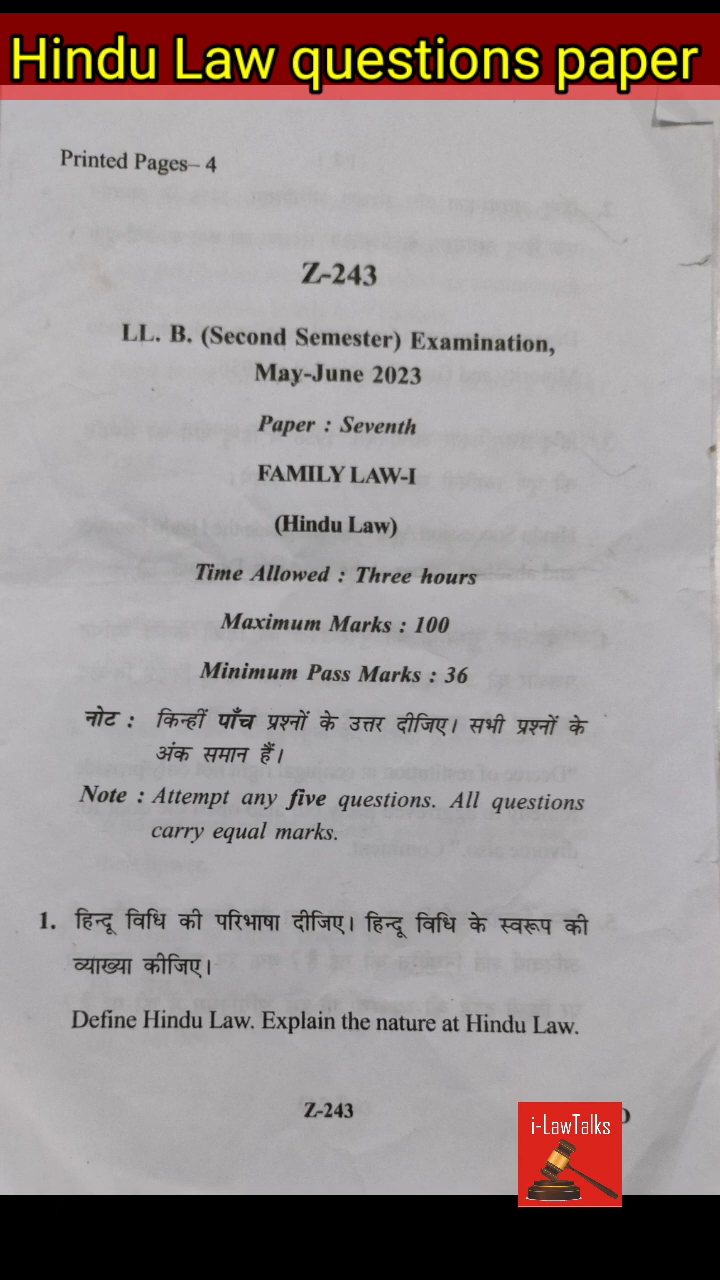 Hindu Law questions paper
Printed Pages– 4
Z-243
LL. B. (Second Semester) Examination,
May-June 2023
Paper : Seventh
FAMILY LAW-I
(Hindu Law)
Time Allowed : Three hours
Maximum Marks : 100
Minimum Pass Marks : 36
नोट : किन्हीं पाँच प्रश्नों के उत्तर दीजिए। सभी प्रश्नों के
अंक समान हैं।
Note : Attempt any five questions. All questions
carry equal marks.
1. हिन्दू विधि की परिभाषा दीजिए। हिन्दू विधि के स्वरूप की
व्याख्या कीजिए।
Define Hindu Law. Explain the nature at Hindu Law.
Z-243
i-LawTalks